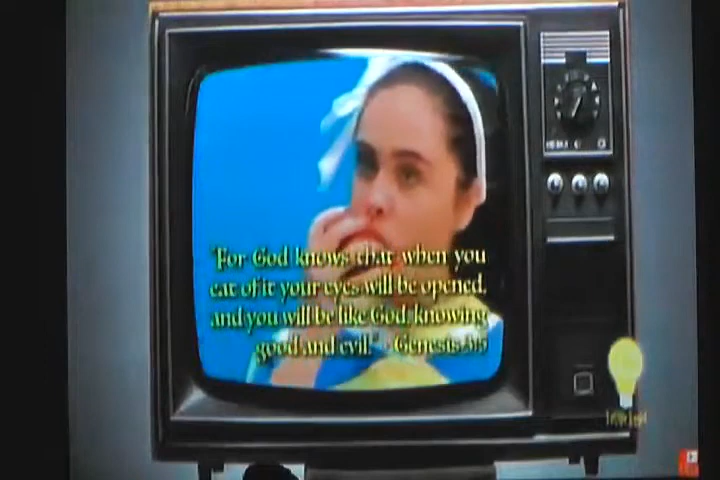 "For God knows that when you
eat of it your eyes will be opened,
and you will be like God, knowing
good and evil." - Genesis 3:5